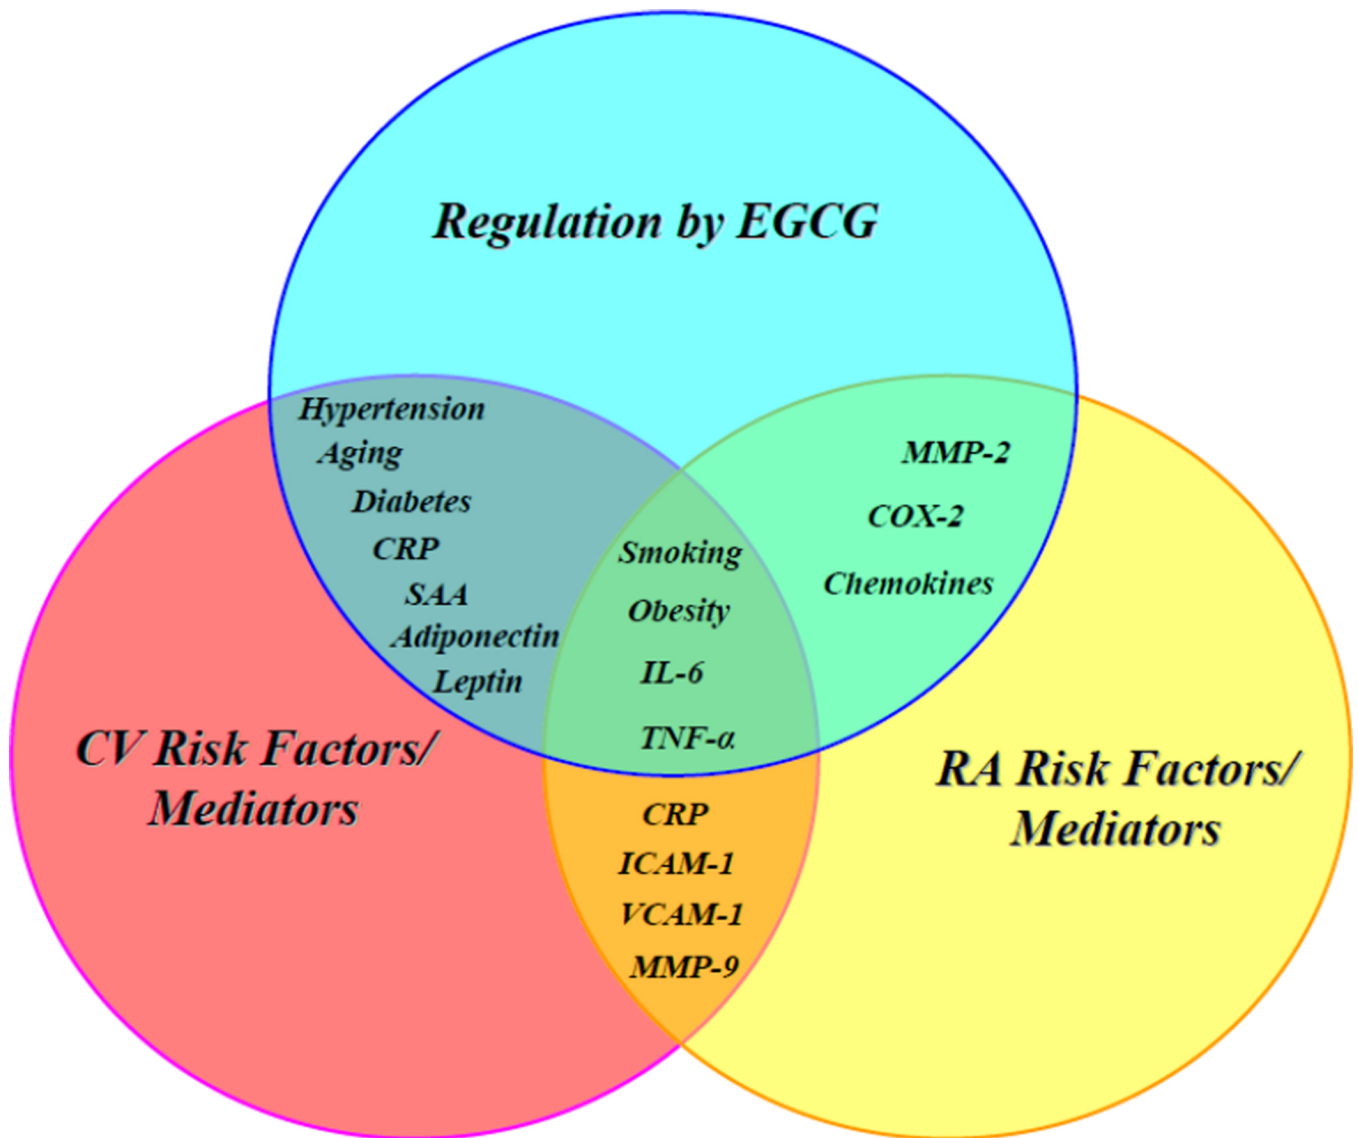 Regulation by EGCG
Hypertension
Aging
Diabetes
CRP
SAA
Adiponectin
Leptin
Smoking
Obesity
IL-6
TNF-α
MMP-2
COX-2
Chemokines
CV Risk Factors/
Mediators
RA Risk Factors/
Mediators
CRP
ICAM-1
VCAM-1
MMP-9